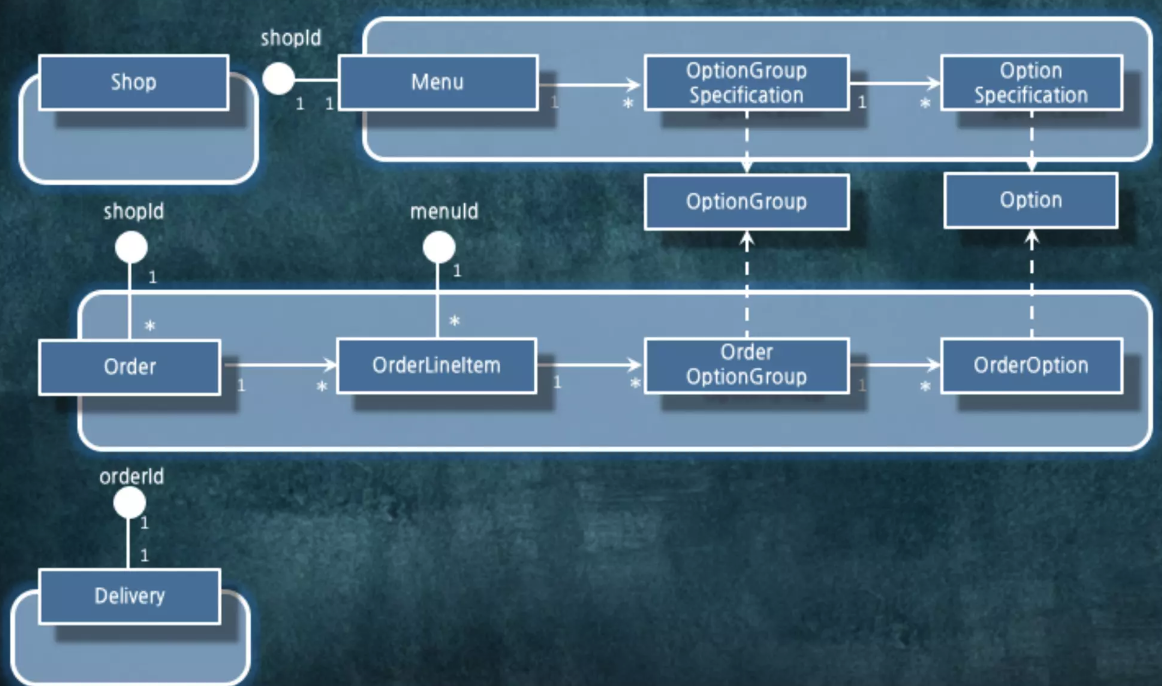 shopId
Shop
1
1
Menu
1
*
OptionGroup
Specification
1
*
Option
Specification
OptionGroup
Option
shopId
1
*
menuId
1
*
Order
1
*
OrderLineItem
1
*
Order
OptionGroup
1
*
OrderOption
orderId
1
1
Delivery